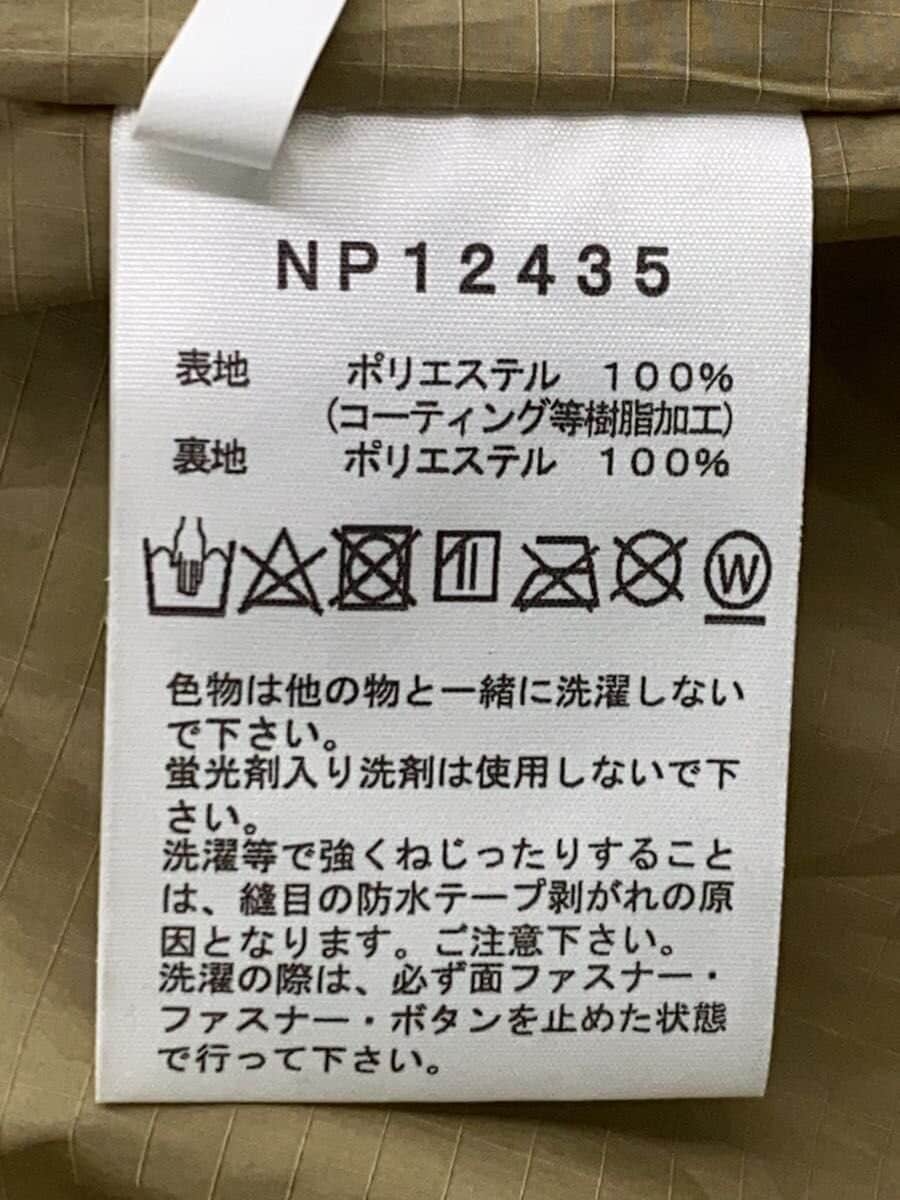 NP12435
表地 ポリエステル 100%
(コーティング等樹脂加工)
裏地 ポリエステル 100%
W
色物は他の物と一緒に洗濯しない
で下さい。
蛍光剤入り洗剤は使用しないで下
さい。
洗濯等で強くねじったりすること
は、縫目の防水テープ剥がれの原
因となります。ご注意下さい。
洗濯の際は、必ず面ファスナー・
ファスナー・ボタンを止めた状態
で行って下さい。